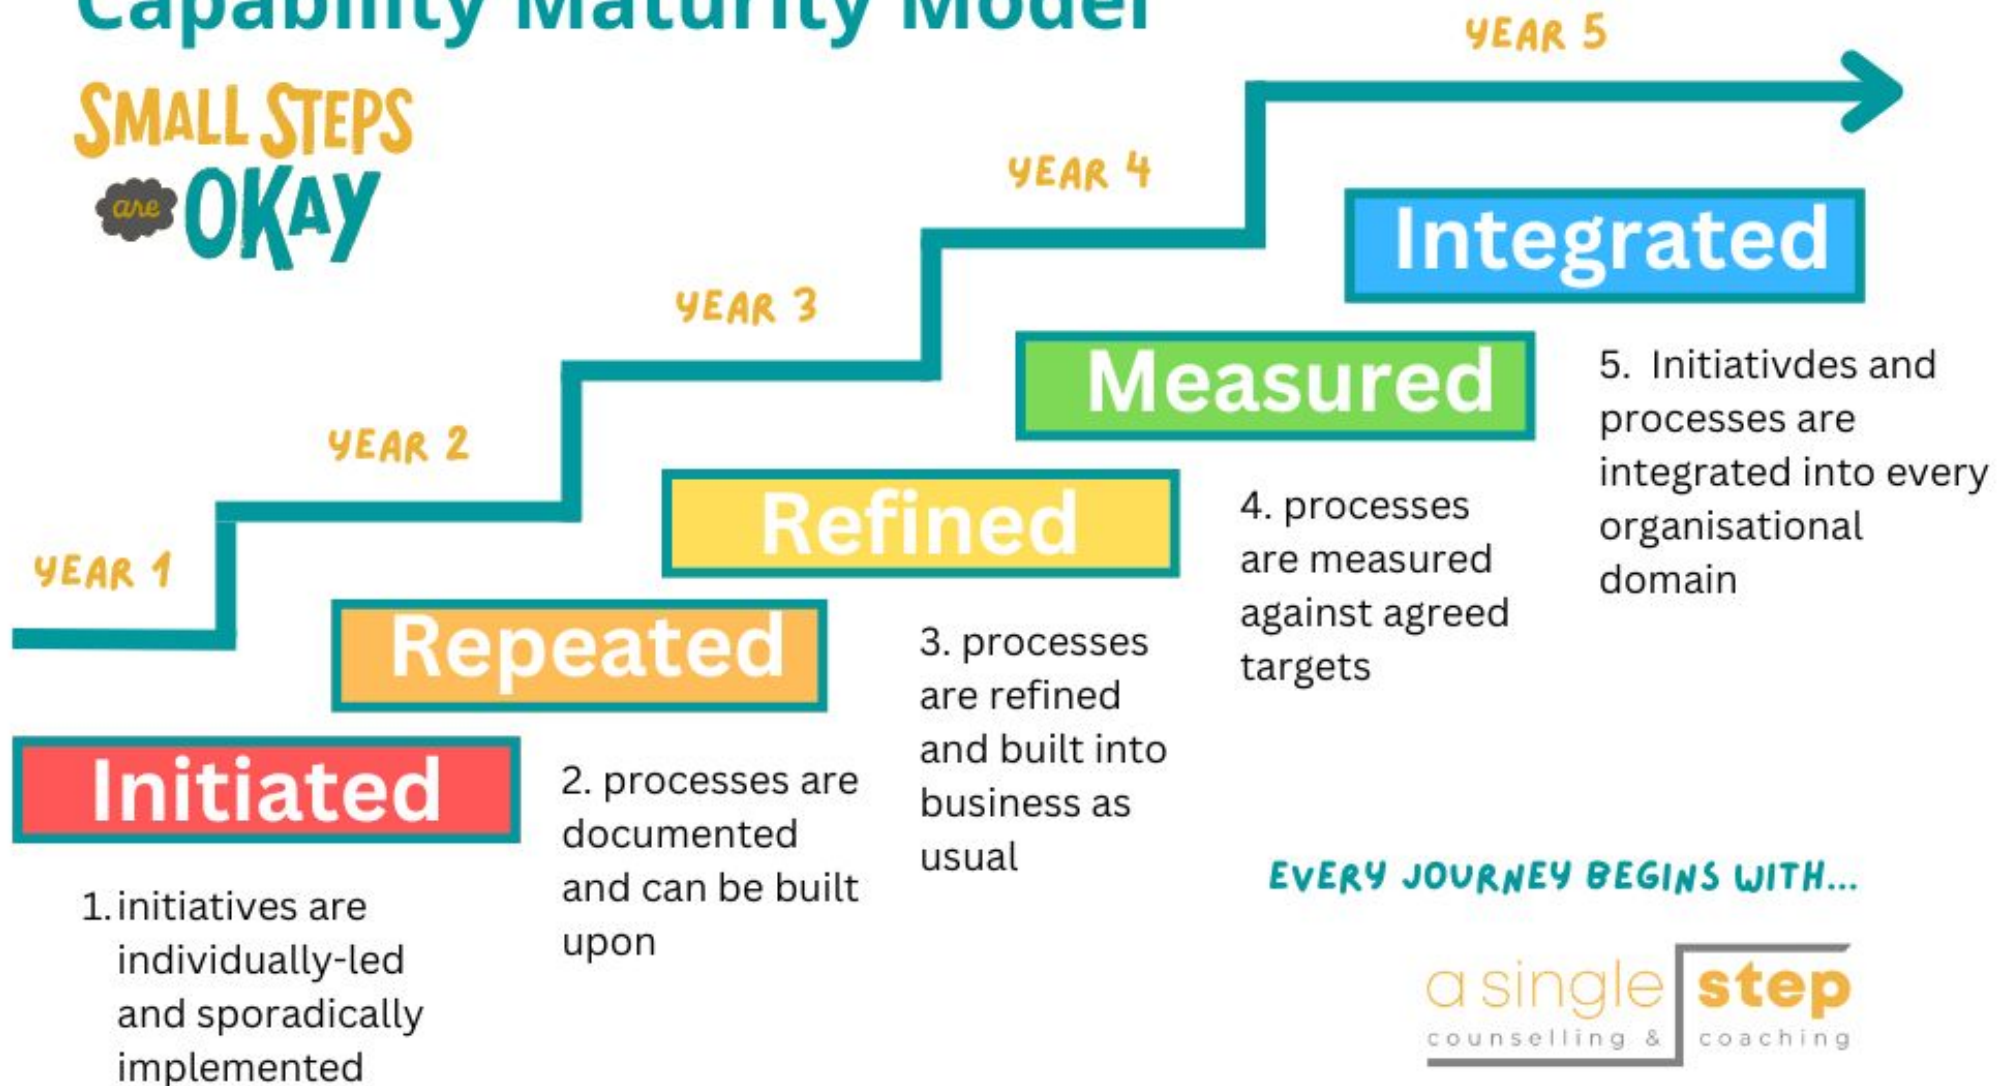 Capability Maturity Model
SMALL STEPS
are OKAY
YEAR 1
YEAR 2
YEAR 3
YEAR 4
YEAR 5
Initiated
1. initiatives are
individually-led
and sporadically
implemented
Repeated
2. processes are
documented
and can be built
upon
Refined
3. processes
are refined
and built into
business as
usual
Measured
4. processes
are measured
against agreed
targets
Integrated
5. Initiativdes and
processes are
integrated into every
organisational
domain
EVERY JOURNEY BEGINS WITH...
a single step
counselling & coaching